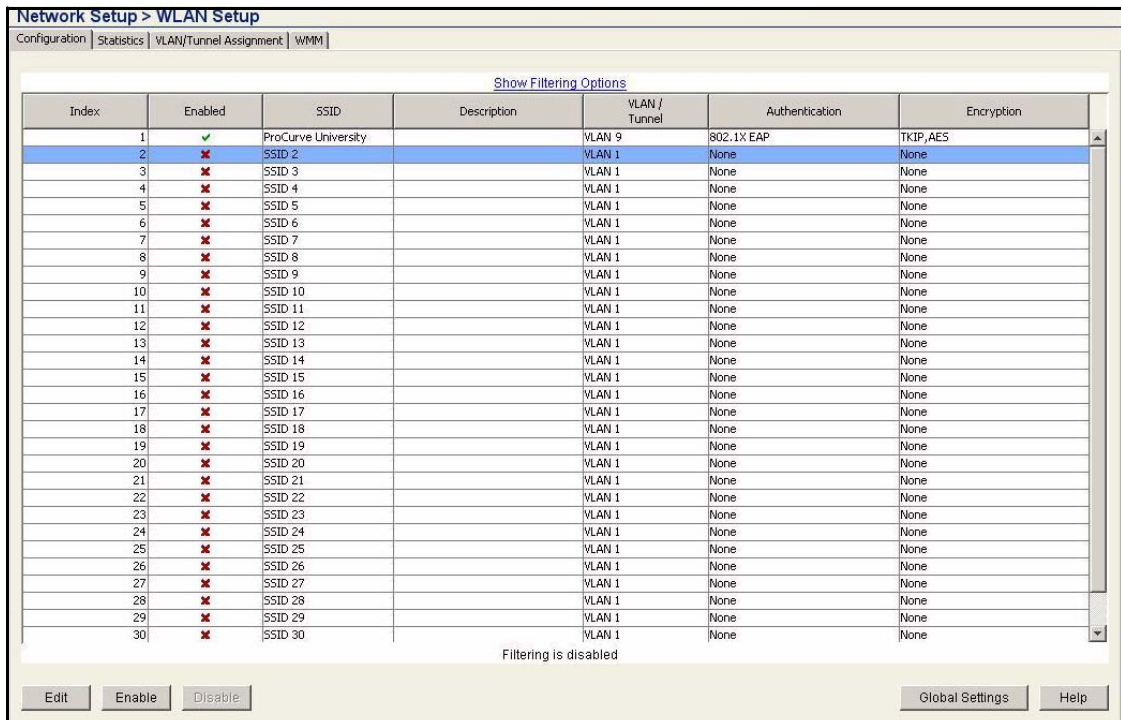 Network Setup > WLAN Setup
Configuration Statistics VLAN/Tunnel Assignment WMM
Show Filtering Options
Index Enabled SSID Description VLAN / Tunnel Authentication Encryption
1 ProCurve University VLAN 9 802.1X EAP TKIP,AES
2 SSID 2 VLAN 1 None None
3 SSID 3 VLAN 1 None None
4 SSID 4 VLAN 1 None None
5 SSID 5 VLAN 1 None None
6 SSID 6 VLAN 1 None None
7 SSID 7 VLAN 1 None None
8 SSID 8 VLAN 1 None None
9 SSID 9 VLAN 1 None None
10 SSID 10 VLAN 1 None None
11 SSID 11 VLAN 1 None None
12 SSID 12 VLAN 1 None None
13 SSID 13 VLAN 1 None None
14 SSID 14 VLAN 1 None None
15 SSID 15 VLAN 1 None None
16 SSID 16 VLAN 1 None None
17 SSID 17 VLAN 1 None None
18 SSID 18 VLAN 1 None None
19 SSID 19 VLAN 1 None None
20 SSID 20 VLAN 1 None None
21 SSID 21 VLAN 1 None None
22 SSID 22 VLAN 1 None None
23 SSID 23 VLAN 1 None None
24 SSID 24 VLAN 1 None None
25 SSID 25 VLAN 1 None None
26 SSID 26 VLAN 1 None None
27 SSID 27 VLAN 1 None None
28 SSID 28 VLAN 1 None None
29 SSID 29 VLAN 1 None None
30 SSID 30 VLAN 1 None None
Filtering is disabled
Edit Enable Disable Global Settings Help